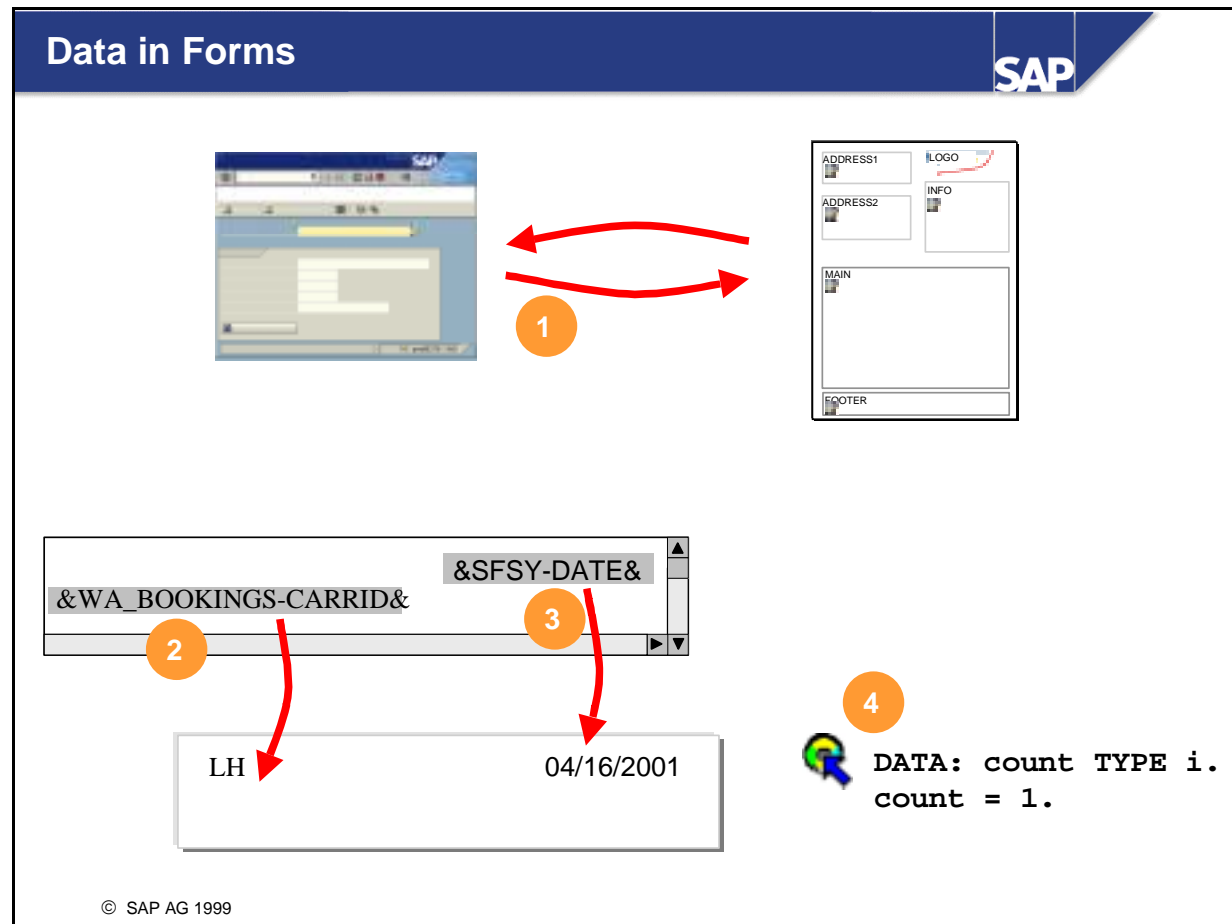 Data in Forms
SAP
SAP
ADDRESS1
LOGO
ADDRESS2
INFO
MAIN
FOOTER
1
&SFSY-DATE&
&WA_BOOKINGS-CARRID&
3
2
4
LH
04/16/2001
DATA: count TYPE i.
count = 1.
© SAP AG 1999